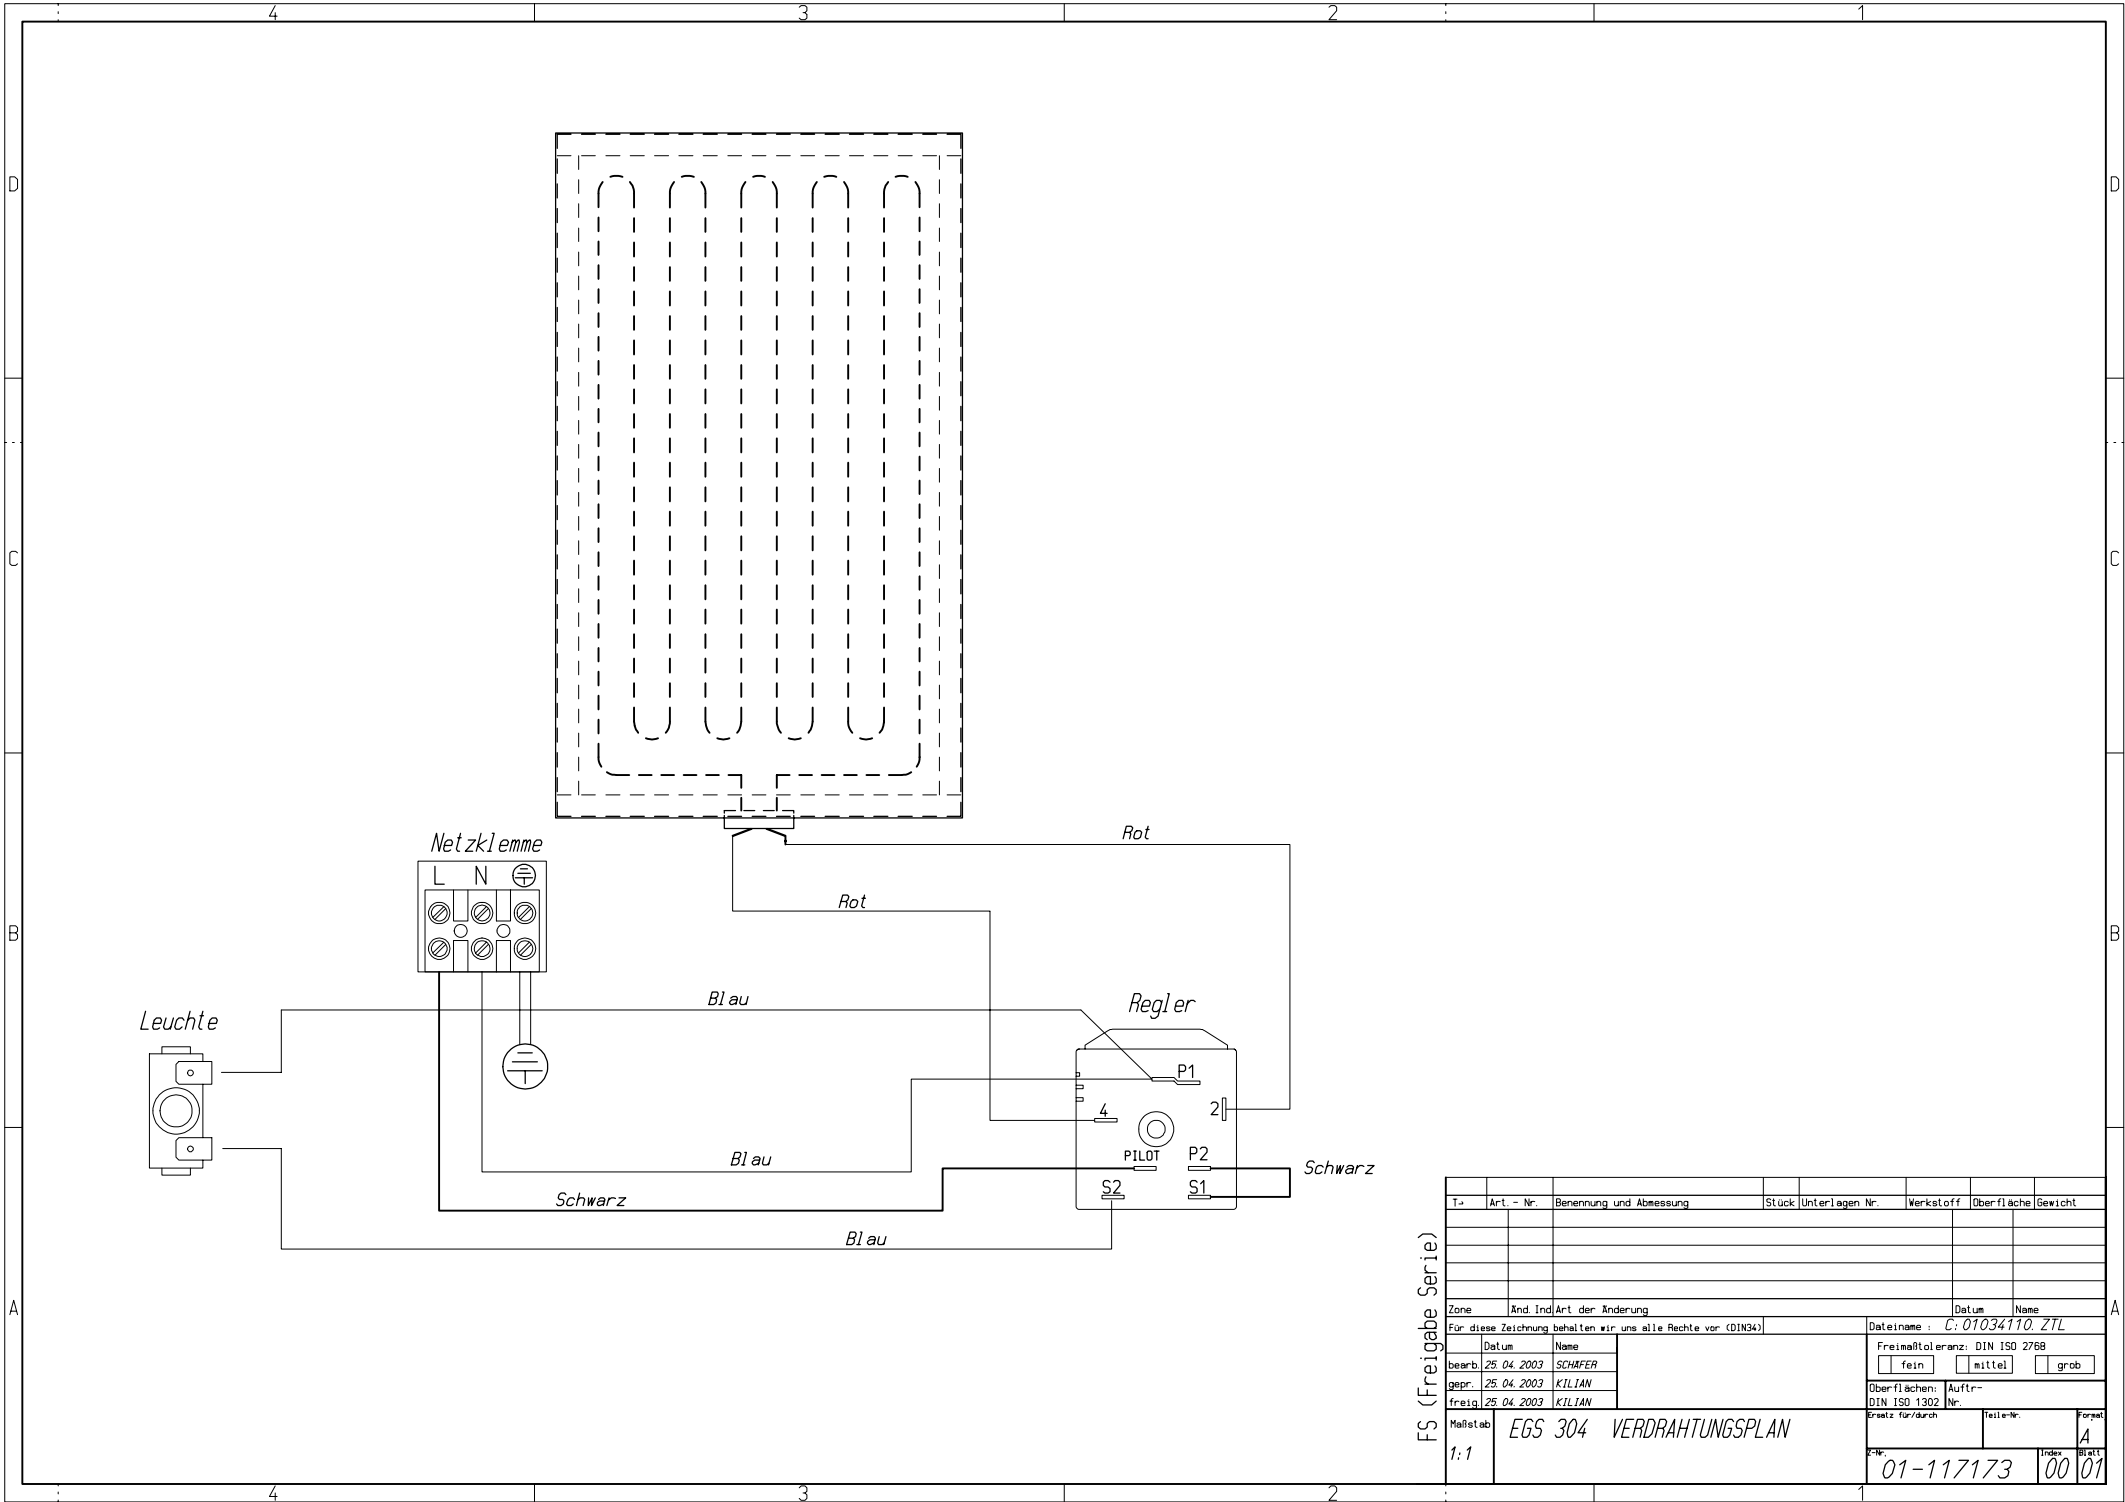 4 3 2 1
D D
C C
Netzklemme
L N
Rot
Rot
B B
Blau
Leuchte
Regler
P1
4
2
PILOT
P2
Schwarz
S2
S1
Blau
Schwarz
Blau
A A
FS (Freigabe Serie)
Art. - Nr. Benennung und Abmessung Stück Unterlagen Nr. Werkstoff Oberfläche Gewicht
Zone Änd. Ind Art der Änderung Datum Name
Für diese Zeichnung behalten wir uns alle Rechte vor (DIN34) Dateiname : C:01034110.ZTL
Datum Name Freimaßtoleranz: DIN ISO 2768
bearb. 25.04.2003 SCHÄFER fein mittel grob
gepr. 25.04.2003 KILIAN
Oberflächen: Auftr-
freig. 25.04.2003 KILIAN DIN ISO 1302 Nr.
Maßstab EGS 304 VERDRAHTUNGSPLAN Ersatz für/durch Teile-Nr. Format
A
1:1
Z-Nr. Index Blatt
01-117173 00 01
4 3 2 1